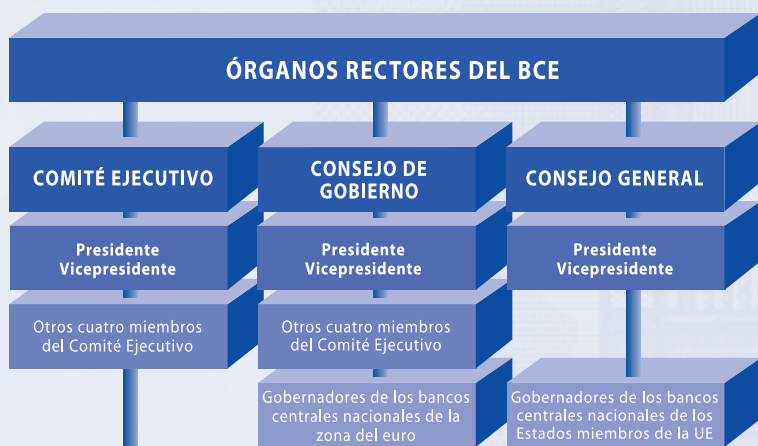 ÓRGANOS RECTORES DEL BCE
COMITÉ EJECUTIVO
Presidente
Vicepresidente
Otros cuatro miembros
del Comité Ejecutivo
CONSEJO DE
GOBIERNO
Presidente
Vicepresidente
Otros cuatro miembros
del Comité Ejecutivo
Gobernadores de los bancos
centrales nacionales de la
zona del euro
CONSEJO GENERAL
Presidente
Vicepresidente
Gobernadores de los bancos
centrales nacionales de los
Estados miembros de la UE